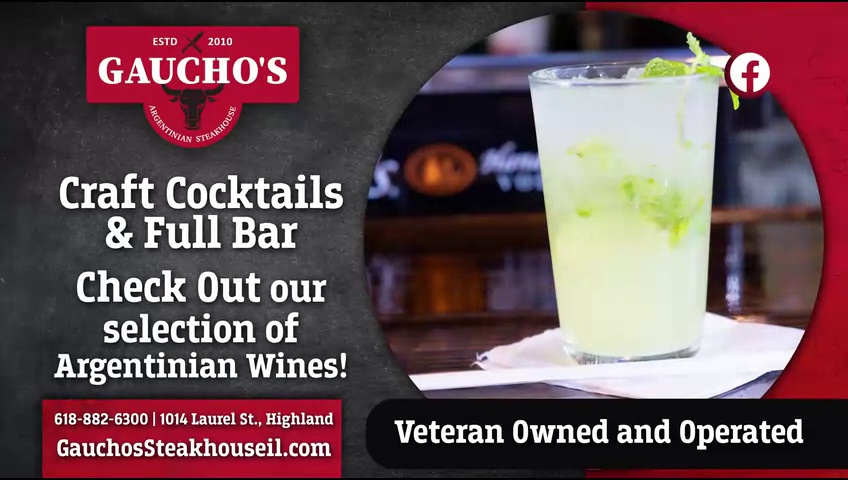 ESTD 2010
GAUCHO'S
ARGENTINIAN STEAKHOUSE
Craft Cocktails
& Full Bar
Check Out our
selection of
Argentinian Wines!
618-882-6300 | 1014 Laurel St., Highland
GauchosSteakhouseil.com
Veteran Owned and Operated